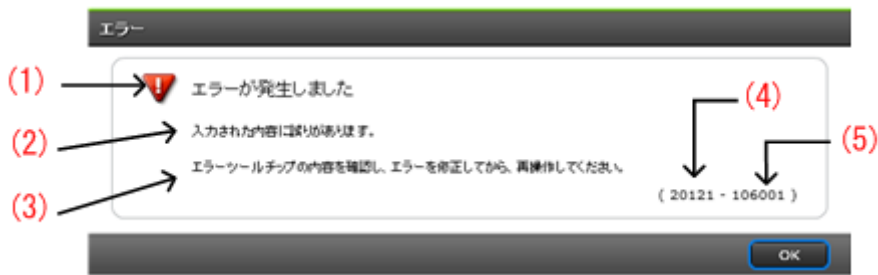 エラー
(1)
エラーが発生しました
(4)
(2)
入力された内容に誤りがあります。
(5)
エラーツールチップの内容を確認し、エラーを修正してから、再操作してください。
(3)
( 20121 - 106001 )
OK